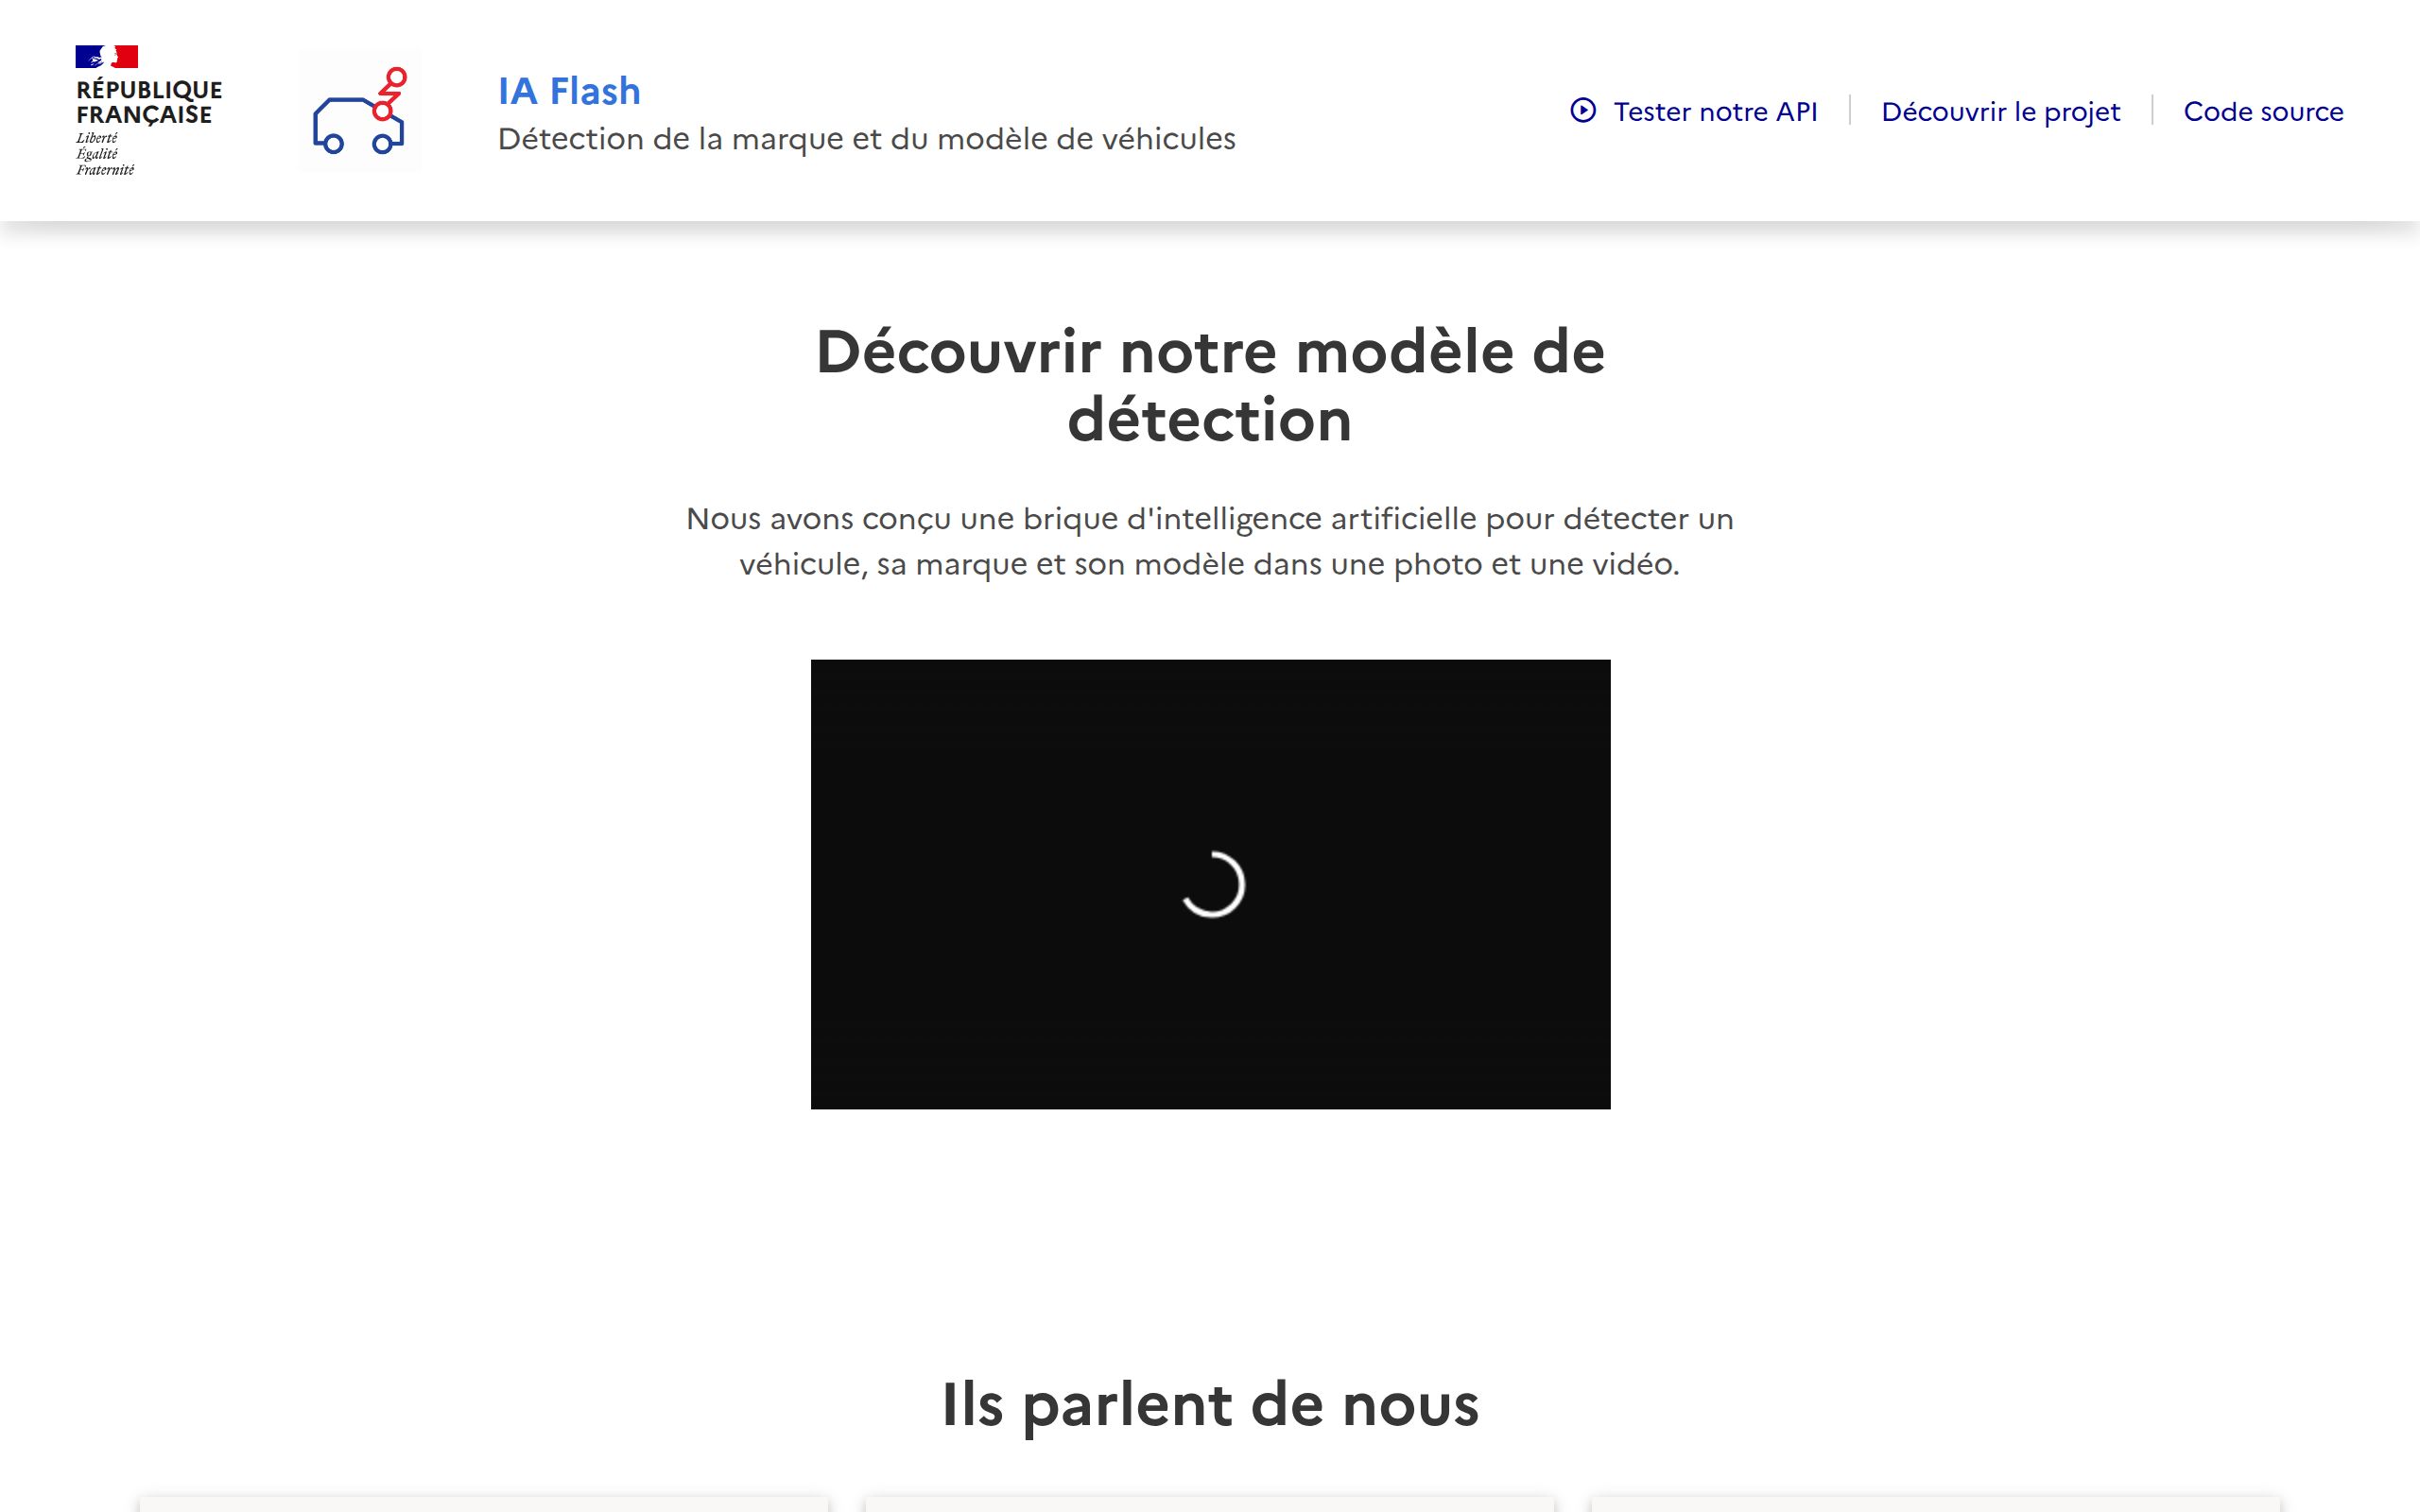 RÉPUBLIQUE
FRANÇAISE
Liberté
Égalité
Fraternité
IA Flash
Détection de la marque et du modèle de véhicules
Tester notre API
Découvrir le projet
Code source
Découvrir notre modèle de
détection
Nous avons conçu une brique d'intelligence artificielle pour détecter un
véhicule, sa marque et son modèle dans une photo et une vidéo.
Ils parlent de nous